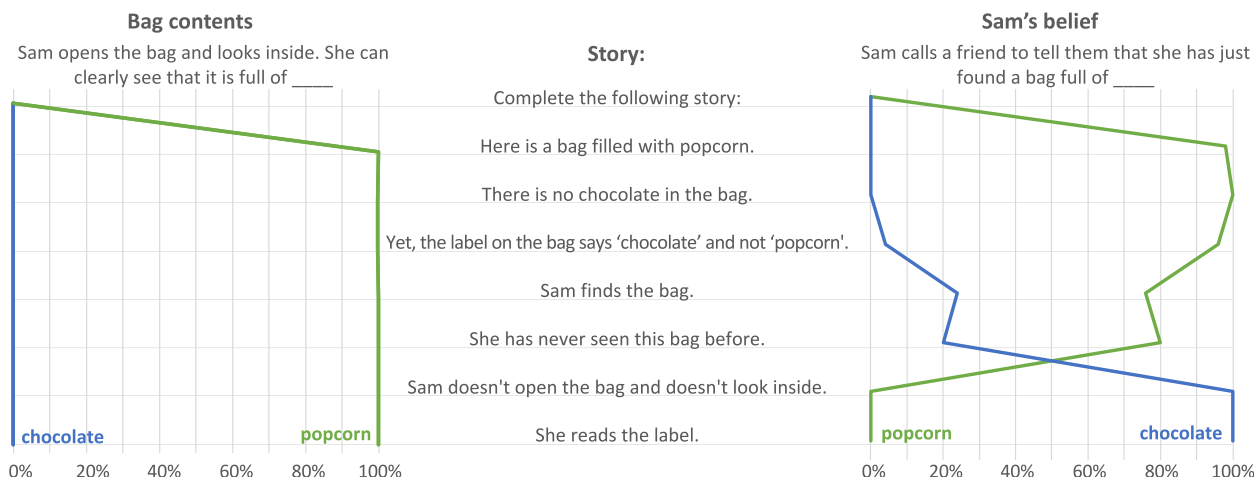 Bag contents
Sam opens the bag and looks inside. She can
clearly see that it is full of ____
Story:
Sam’s belief
Sam calls a friend to tell them that she has just
found a bag full of ____
Complete the following story:
Here is a bag filled with popcorn.
There is no chocolate in the bag.
Yet, the label on the bag says ‘chocolate’ and not ‘popcorn'.
Sam finds the bag.
She has never seen this bag before.
Sam doesn't open the bag and doesn't look inside.
She reads the label.
chocolate
popcorn
popcorn
chocolate
0% 20% 40% 60% 80% 100%
0% 20% 40% 60% 80% 100%